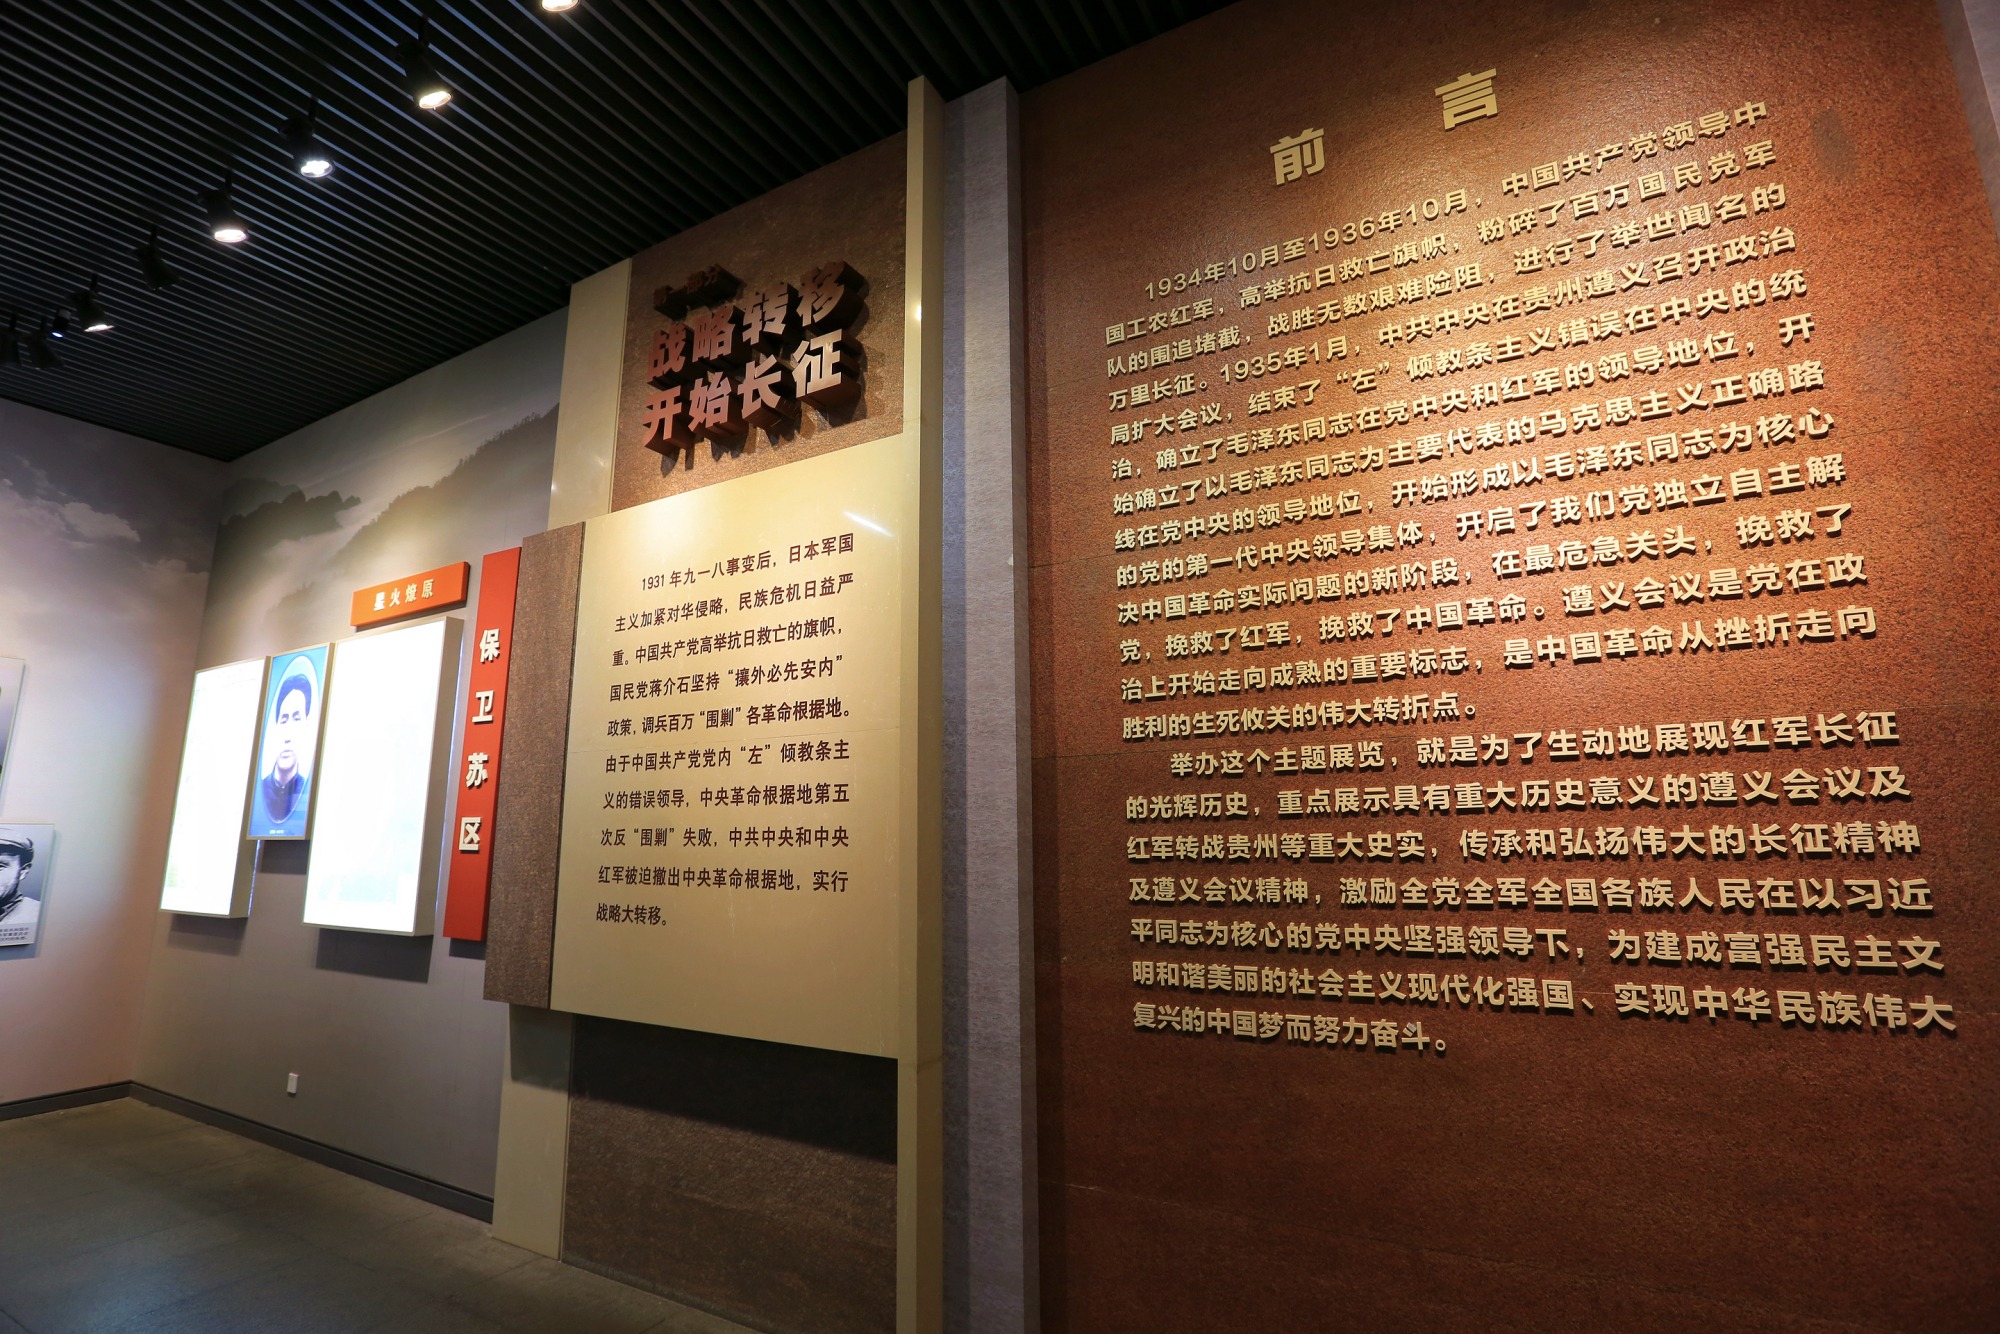 星火燎原
保卫苏区
第一部分
战略转移
开始长征
1931年九一八事变后，日本军国
主义加紧对华侵略，民族危机日益严
重。中国共产党高举抗日救亡的旗帜，
国民党蒋介石坚持“攘外必先安内”
政策，调兵百万“围剿”各革命根据地。
由于中国共产党党内“左”倾教条主
义的错误领导，中央革命根据地第五
次反“围剿”失败，中共中央和中央
红军被迫撤出中央革命根据地，实行
战略大转移。
前言
1934年10月至1936年10月，中国共产党领导中
国工农红军，高举抗日救亡旗帜，粉碎了百万国民党军
队的围追堵截，战胜无数艰难险阻，进行了举世闻名的
万里长征。1935年1月，中共中央在贵州遵义召开政治
局扩大会议，结束了“左”倾教条主义错误在中央的统
治，确立了毛泽东同志在党中央和红军的领导地位，开
始确立了以毛泽东同志为主要代表的马克思主义正确路
线在党中央的领导地位，开始形成以毛泽东同志为核心
的党的第一代中央领导集体，开启了我们党独立自主解
决中国革命实际问题的新阶段，在最危急关头，挽救了
党，挽救了红军，挽救了中国革命。遵义会议是党在政
治上开始走向成熟的重要标志，是中国革命从挫折走向
胜利的生死攸关的伟大转折点。
举办这个主题展览，就是为了生动地展现红军长征
的光辉历史，重点展示具有重大历史意义的遵义会议及
红军转战贵州等重大史实，传承和弘扬伟大的长征精神
及遵义会议精神，激励全党全军全国各族人民在以习近
平同志为核心的党中央坚强领导下，为建成富强民主文
明和谐美丽的社会主义现代化强国、实现中华民族伟大
复兴的中国梦而努力奋斗。